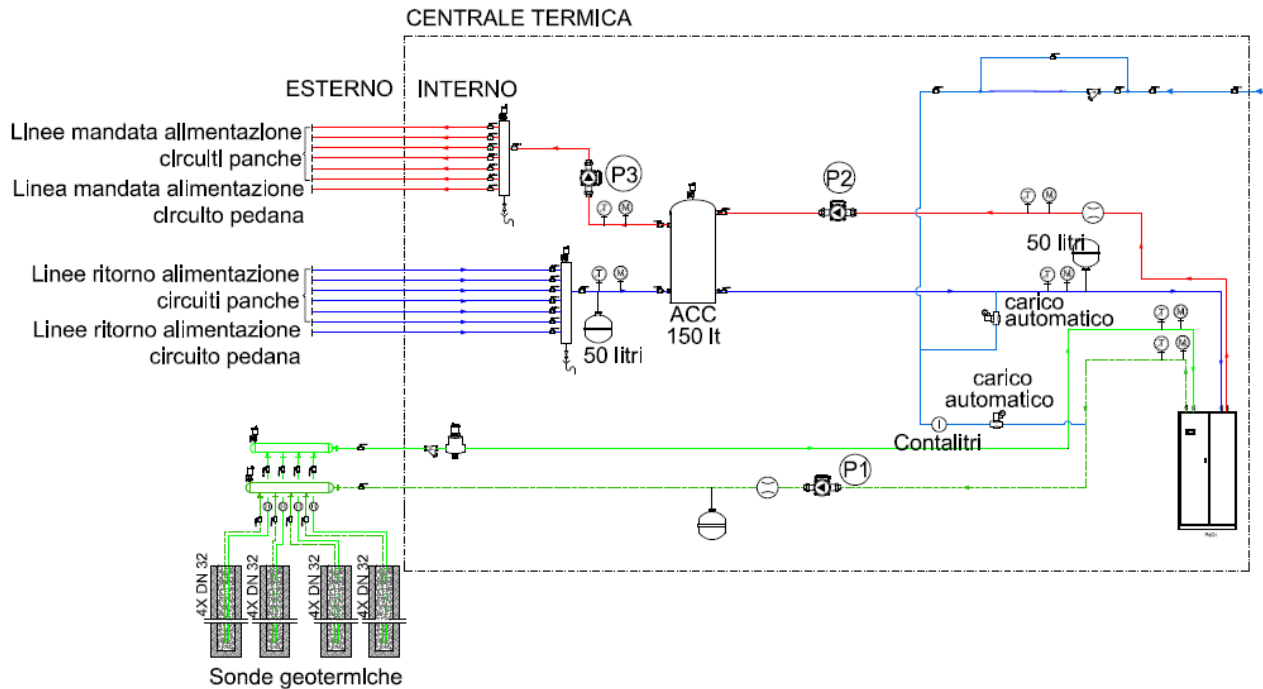 CENTRALE TERMICA
ESTERNO
INTERNO
Linee mandata alimentazione
circuiti panche
Linea mandata alimentazione
circuito pedana
P3
P2
T
M
T
M
50 litri
Linee ritorno alimentazione
circuiti panche
Linee ritorno alimentazione
circuito pedana
T
M
50 litri
ACC
150 lt
T
M
carico
automatico
T
M
T
M
carico
automatico
Contalitri
P1
4X DN 32
4X DN 32
4X DN 32
4X DN 32
Sonde geotermiche